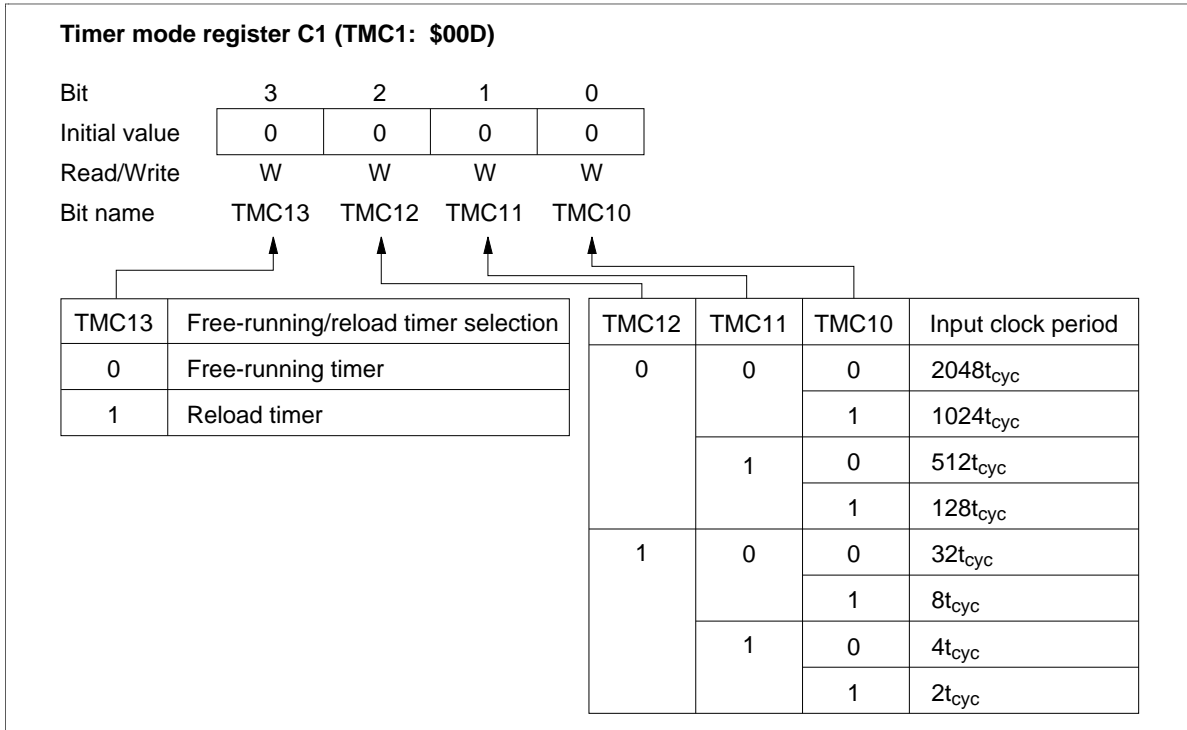 Timer mode register C1 (TMC1: $00D)
Bit 3 2 1 0
Initial value 0 0 0 0
Read/Write W W W W
Bit name TMC13 TMC12 TMC11 TMC10
TMC13 Free-running/reload timer selection
0 Free-running timer
1 Reload timer
TMC12 TMC11 TMC10 Input clock period
0 0 0 2048tcyc
1 1024tcyc
1 0 512tcyc
1 128tcyc
1 0 0 32tcyc
1 8tcyc
1 0 4tcyc
1 2tcyc